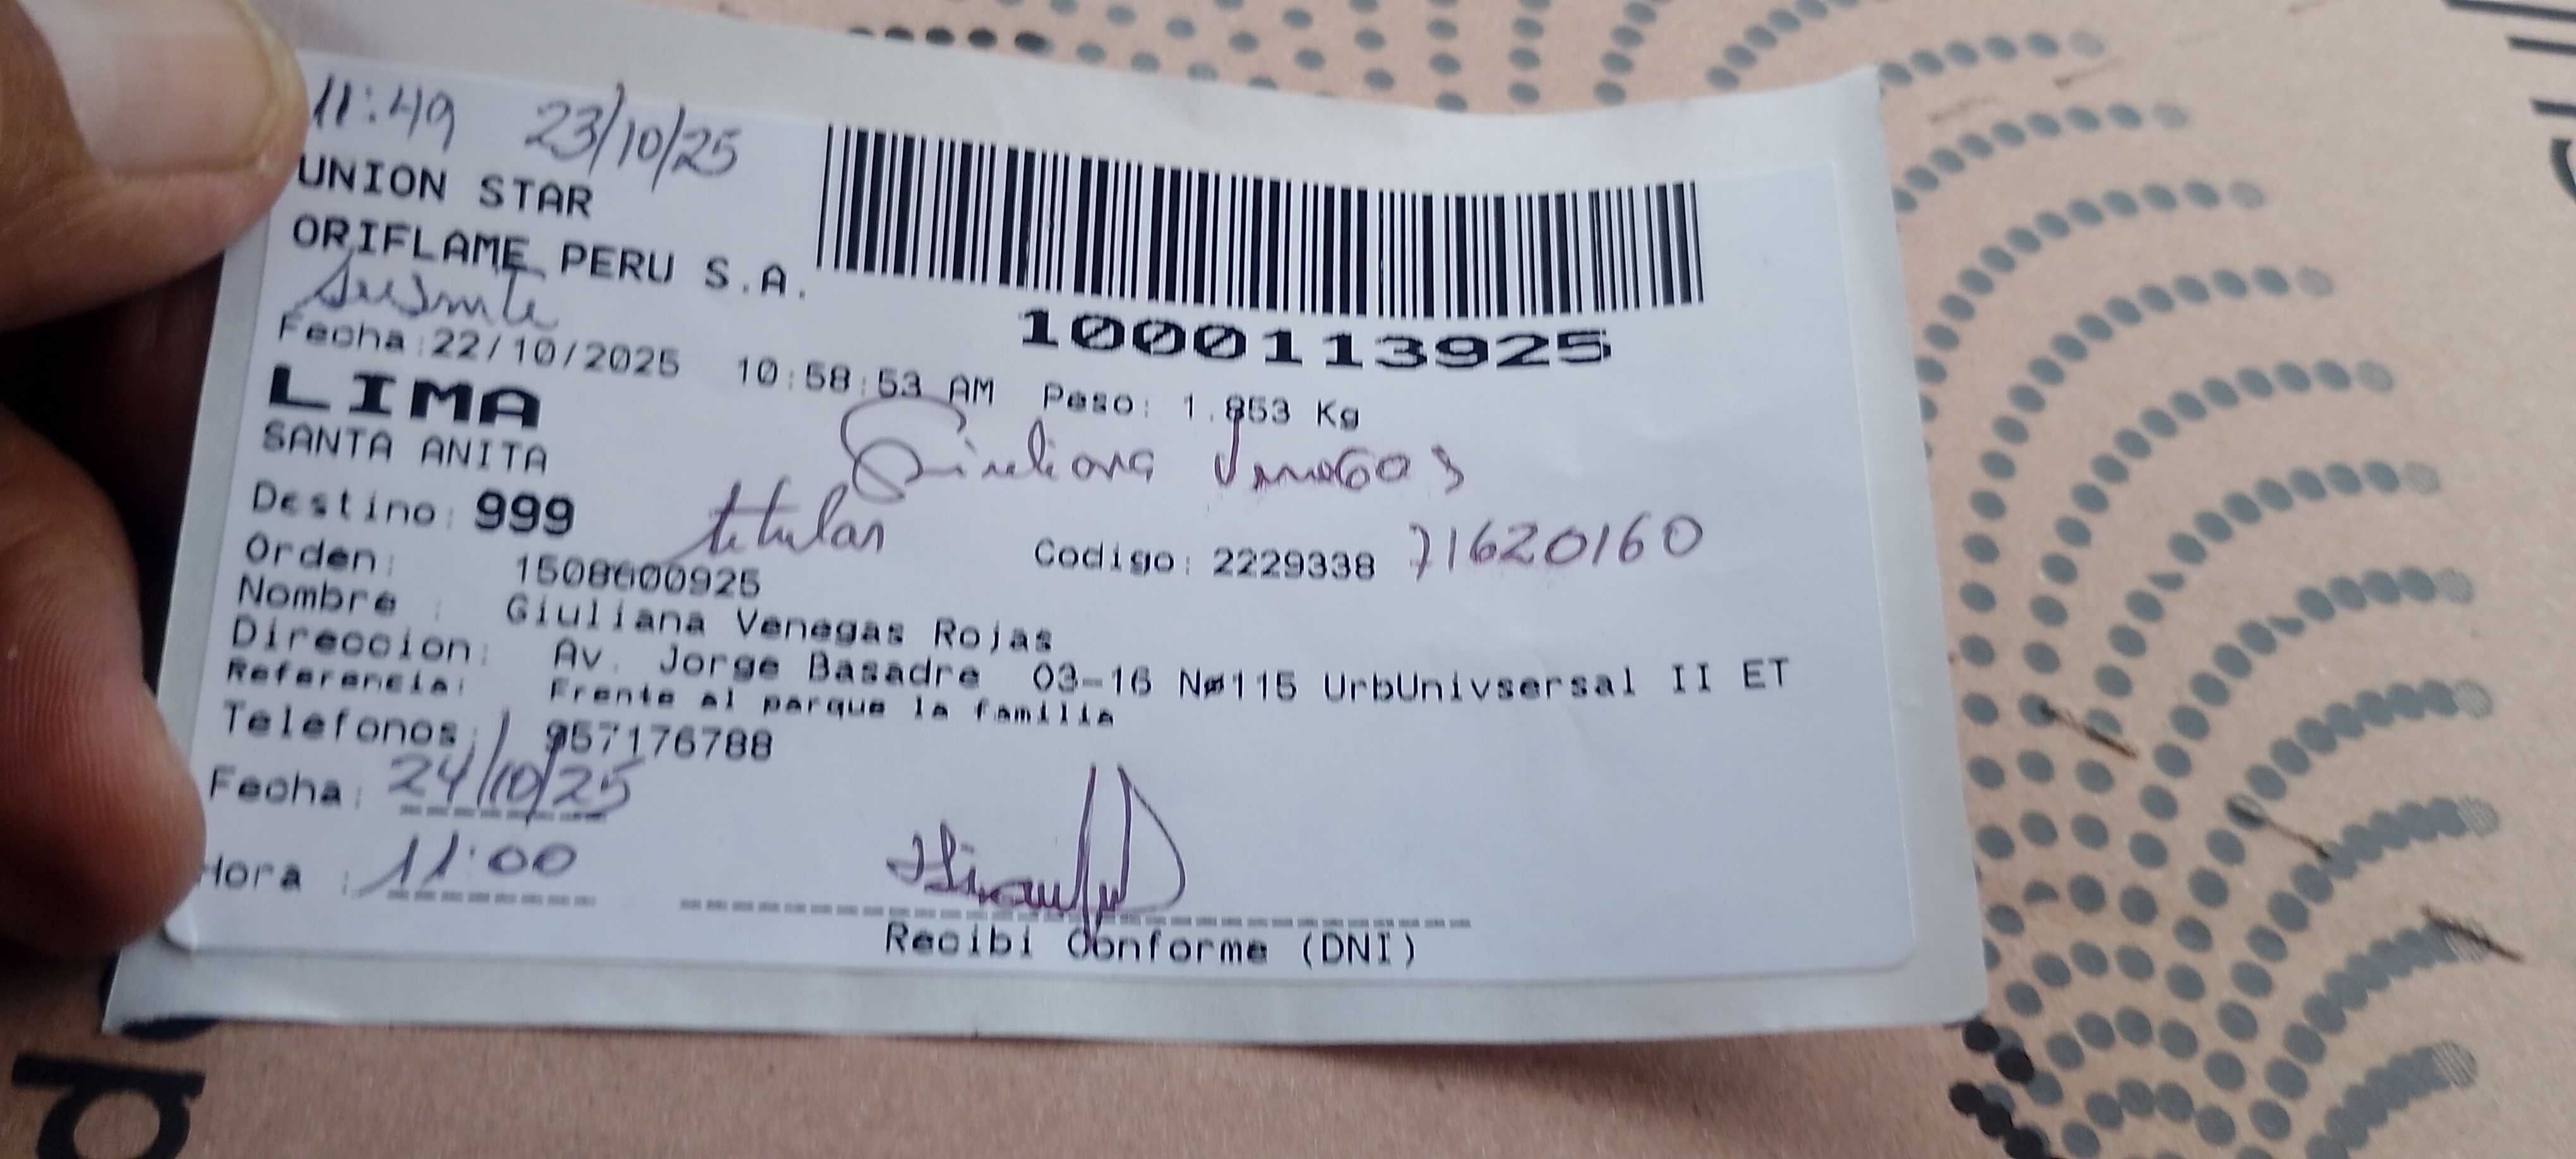 11:49 23/10/25
UNION STAR
ORIFLAME PERU S.A.
1000113925
Fecha:22/10/2025 10:58:53 AM Peso: 1.853 Kg
LIMA
SANTA ANITA
Giuliana Venegas
Destino: 999 titular
Orden: 1508600925 Codigo: 2229338 71620160
Nombre : Giuliana Venegas Rojas
Direccion: Av. Jorge Basadre 03-16 Nø115 UrbUnivsersal II ET
Referencia: Frente al parque la familia
Telefonos: 957176788
Fecha: 24/10/25
Hora : 11:00
Recibi Conforme (DNI)